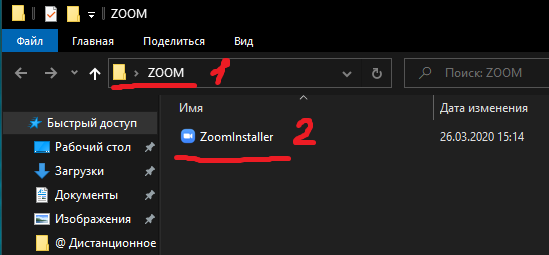 ZOOM
Файл Главная Поделиться Вид
ZOOM 1 Поиск: ZOOM
Имя Дата изменения
Быстрый доступ
ZoomInstaller 2 26.03.2020 15:14
Рабочий стол
Загрузки
Документы
Изображения
@ Дистанционное